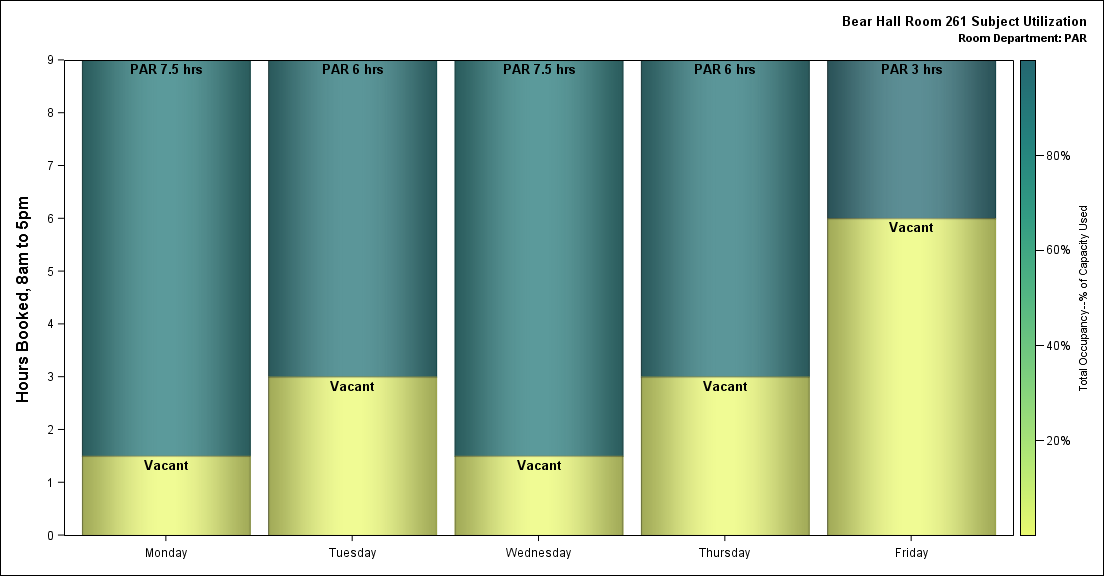 Bear Hall Room 261 Subject Utilization
Room Department: PAR
Hours Booked, 8am to 5pm
9
8
7
6
5
4
3
2
1
0
PAR 7.5 hrs
Vacant
PAR 6 hrs
Vacant
PAR 7.5 hrs
Vacant
PAR 6 hrs
Vacant
PAR 3 hrs
Vacant
Monday
Tuesday
Wednesday
Thursday
Friday
80%
60%
40%
20%
Total Occupancy--% of Capacity Used